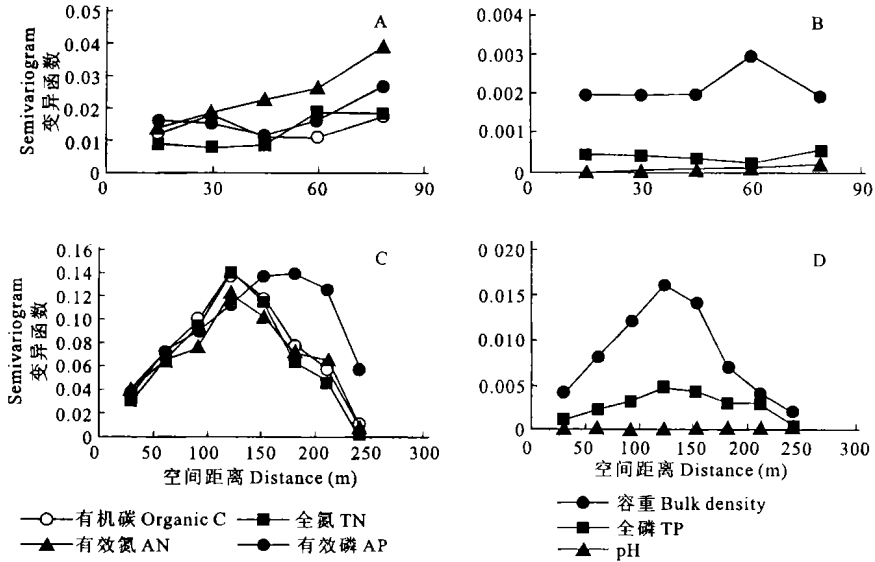 A
Semivariogram
变异函数
0.05
0.04
0.03
0.02
0.01
0
0
30
60
90
B
0.004
0.003
0.002
0.001
0
0
30
60
90
C
Semivariogram
变异函数
0.16
0.14
0.12
0.10
0.08
0.06
0.04
0.02
0
0
50
100
150
200
250
300
空间距离 Distance (m)
D
0 020
0.015
0.010
0.005
0
0
50
100
150
200
250
300
空间距离 Distance (m)
有机碳 Organic C
全氮 TN
有效氮 AN
有效磷 AP
容重 Bulk density
全磷 TP
pH